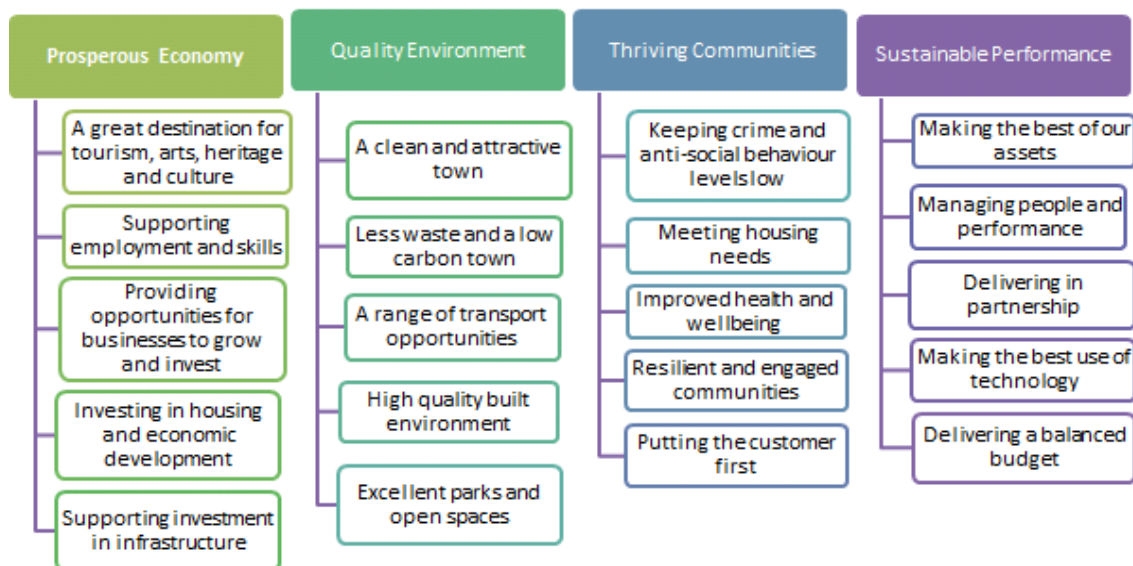 Prosperous Economy
A great destination for
tourism, arts, heritage
and culture
Supporting
employment and skills
Providing
opportunities for
businesses to grow
and invest
Investing in housing
and economic
development
Supporting investment
in infrastructure
Quality Environment
A clean and attractive
town
Less waste and a low
carbon town
A range of transport
opportunities
High quality built
environment
Excellent parks and
open spaces
Thriving Communities
Keeping crime and
anti-social behaviour
levels low
Meeting housing
needs
Improved health and
wellbeing
Resilient and engaged
communities
Putting the customer
first
Sustainable Performance
Making the best of our
assets
Managing people and
performance
Delivering in
partnership
Making the best use of
technology
Delivering a balanced
budget